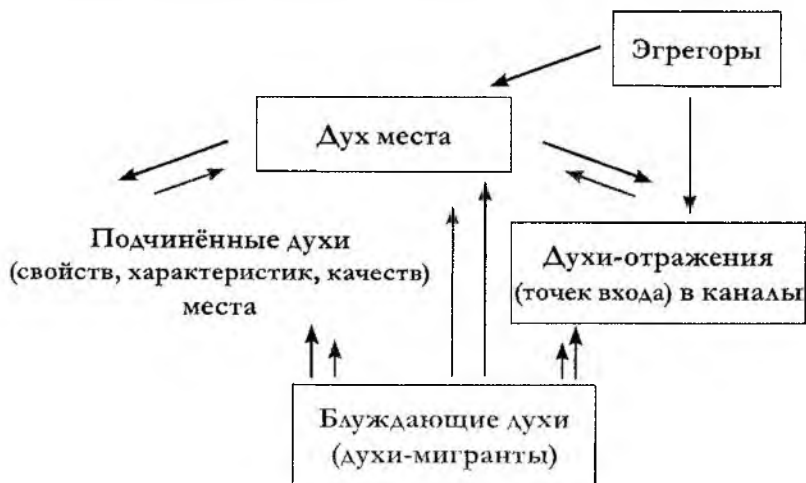 Эгрегоры
Дух места
Подчинённые духи
(свойств, характеристик, качеств)
места
Духи-отражения
(точек входа) в каналы
Блуждающие духи
(духи-мигранты)